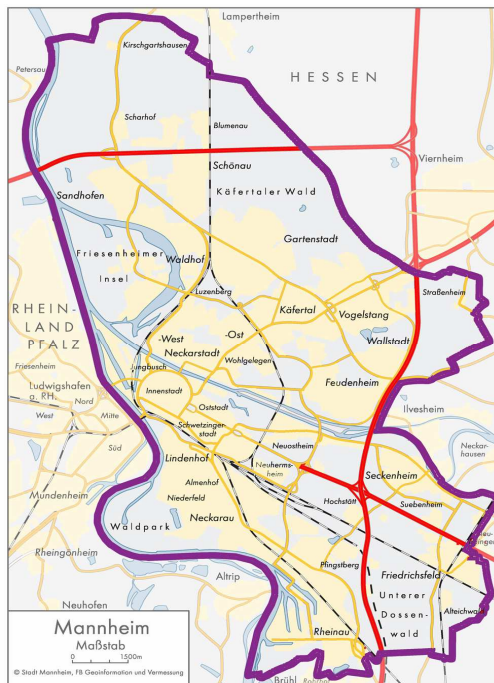 Lampertheim
Kirschgartshausen
Petersau
HESSEN
Scharhof
Blumenau
Schönau
Viernheim
Käfertaler Wald
Sandhofen
Gartenstadt
Friesenheimer
Insel
Waldhof
Luzenberg
Straßenheim
RHEIN-
LAND
PFALZ
Käfertal
Vogelstang
-West
-Ost
Neckarstadt
Wallstadt
Wohlgelegen
Friesenheim
Jungbusch
Feudenheim
Ludwigshafen
a. RH.
Nord
Innenstadt
West
Mitte
Oststadt
Ilvesheim
Schwetzinger-
stadt
Süd
Neuostheim
Neckar-
hausen
Lindenhof
Neuherms-
heim
Seckenheim
Almenhof
Mundenheim
Niederfeld
Hochstätt
Suebenheim
Neckarau
Waldpark
Rheingönheim
Pfingstberg
Altrip
Friedrichsfeld
Unterer
Dossen-
wald
Alteichwald
Neuhofen
Rheinau
Brühl
Mannheim
Maßstab
0 1500m
© Stadt Mannheim, FB Geoinformation und Vermessung